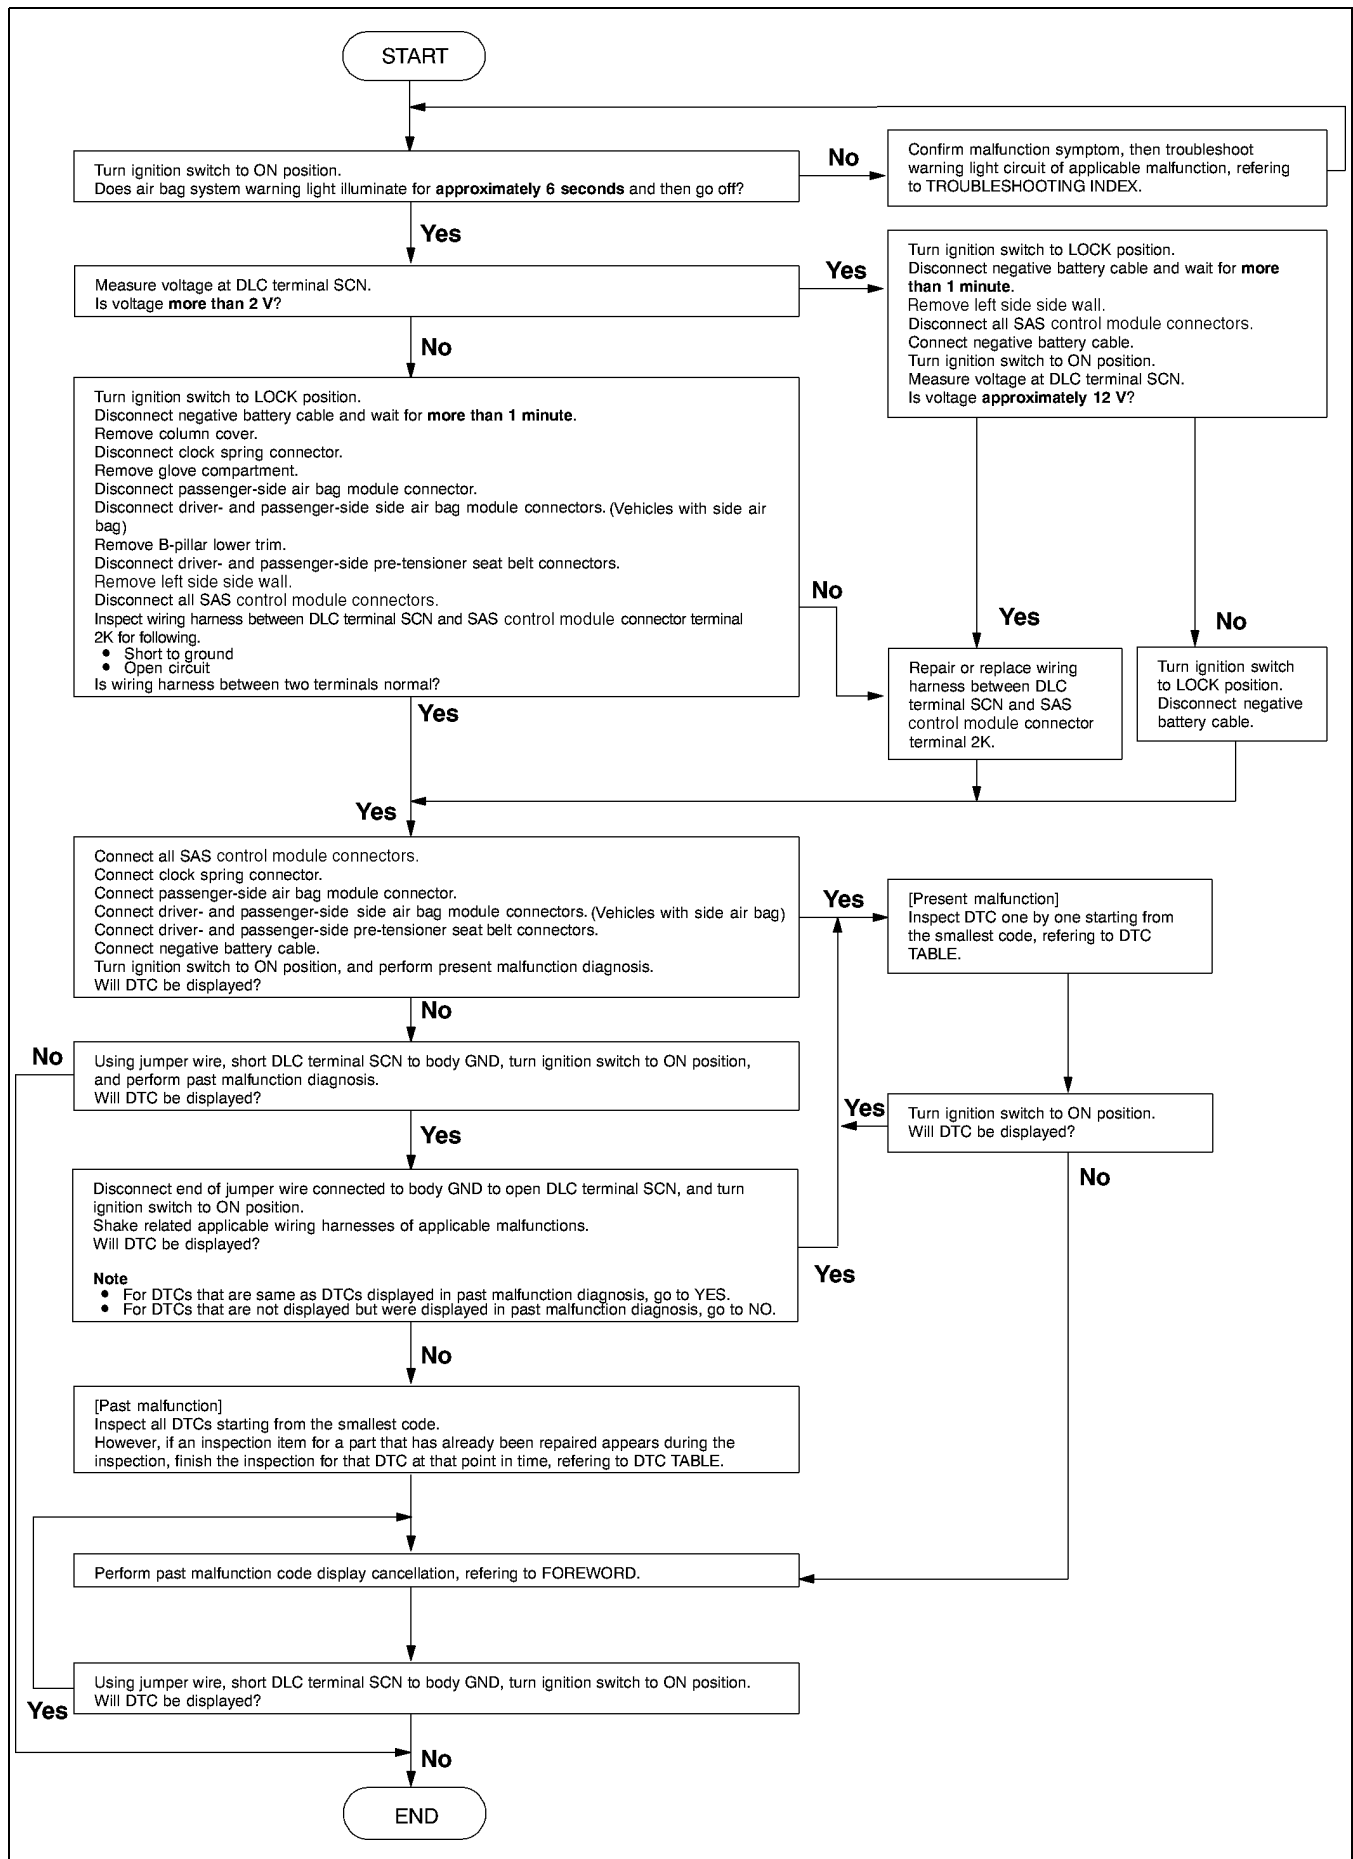 START
Turn ignition switch to ON position.
Does air bag system warning light illuminate for approximately 6 seconds and then go off?
No
Confirm malfunction symptom, then troubleshoot
warning light circuit of applicable malfunction, refering
to TROUBLESHOOTING INDEX.
Yes
Measure voltage at DLC terminal SCN.
Is voltage more than 2 V?
Yes
Turn ignition switch to LOCK position.
Disconnect negative battery cable and wait for more
than 1 minute.
Remove left side side wall.
Disconnect all SAS control module connectors.
Connect negative battery cable.
Turn ignition switch to ON position.
Measure voltage at DLC terminal SCN.
Is voltage approximately 12 V?
No
Turn ignition switch to LOCK position.
Disconnect negative battery cable and wait for more than 1 minute.
Remove column cover.
Disconnect clock spring connector.
Remove glove compartment.
Disconnect passenger-side air bag module connector.
Disconnect driver- and passenger-side side air bag module connectors. (Vehicles with side air
bag)
Remove B-pillar lower trim.
Disconnect driver- and passenger-side pre-tensioner seat belt connectors.
Remove left side side wall.
Disconnect all SAS control module connectors.
Inspect wiring harness between DLC terminal SCN and SAS control module connector terminal
2K for following.
● Short to ground
● Open circuit
Is wiring harness between two terminals normal?
No
Yes
No
Repair or replace wiring
harness between DLC
terminal SCN and SAS
control module connector
terminal 2K.
Turn ignition switch
to LOCK position.
Disconnect negative
battery cable.
Yes
Yes
Connect all SAS control module connectors.
Connect clock spring connector.
Connect passenger-side air bag module connector.
Connect driver- and passenger-side side air bag module connectors. (Vehicles with side air bag)
Connect driver- and passenger-side pre-tensioner seat belt connectors.
Connect negative battery cable.
Turn ignition switch to ON position, and perform present malfunction diagnosis.
Will DTC be displayed?
Yes
[Present malfunction]
Inspect DTC one by one starting from
the smallest code, refering to DTC
TABLE.
No
No
Using jumper wire, short DLC terminal SCN to body GND, turn ignition switch to ON position,
and perform past malfunction diagnosis.
Will DTC be displayed?
Yes
Turn ignition switch to ON position.
Will DTC be displayed?
Yes
No
Disconnect end of jumper wire connected to body GND to open DLC terminal SCN, and turn
ignition switch to ON position.
Shake related applicable wiring harnesses of applicable malfunctions.
Will DTC be displayed?
Note
● For DTCs that are same as DTCs displayed in past malfunction diagnosis, go to YES.
● For DTCs that are not displayed but were displayed in past malfunction diagnosis, go to NO.
Yes
No
[Past malfunction]
Inspect all DTCs starting from the smallest code.
However, if an inspection item for a part that has already been repaired appears during the
inspection, finish the inspection for that DTC at that point in time, refering to DTC TABLE.
Perform past malfunction code display cancellation, refering to FOREWORD.
Using jumper wire, short DLC terminal SCN to body GND, turn ignition switch to ON position.
Will DTC be displayed?
Yes
No
END